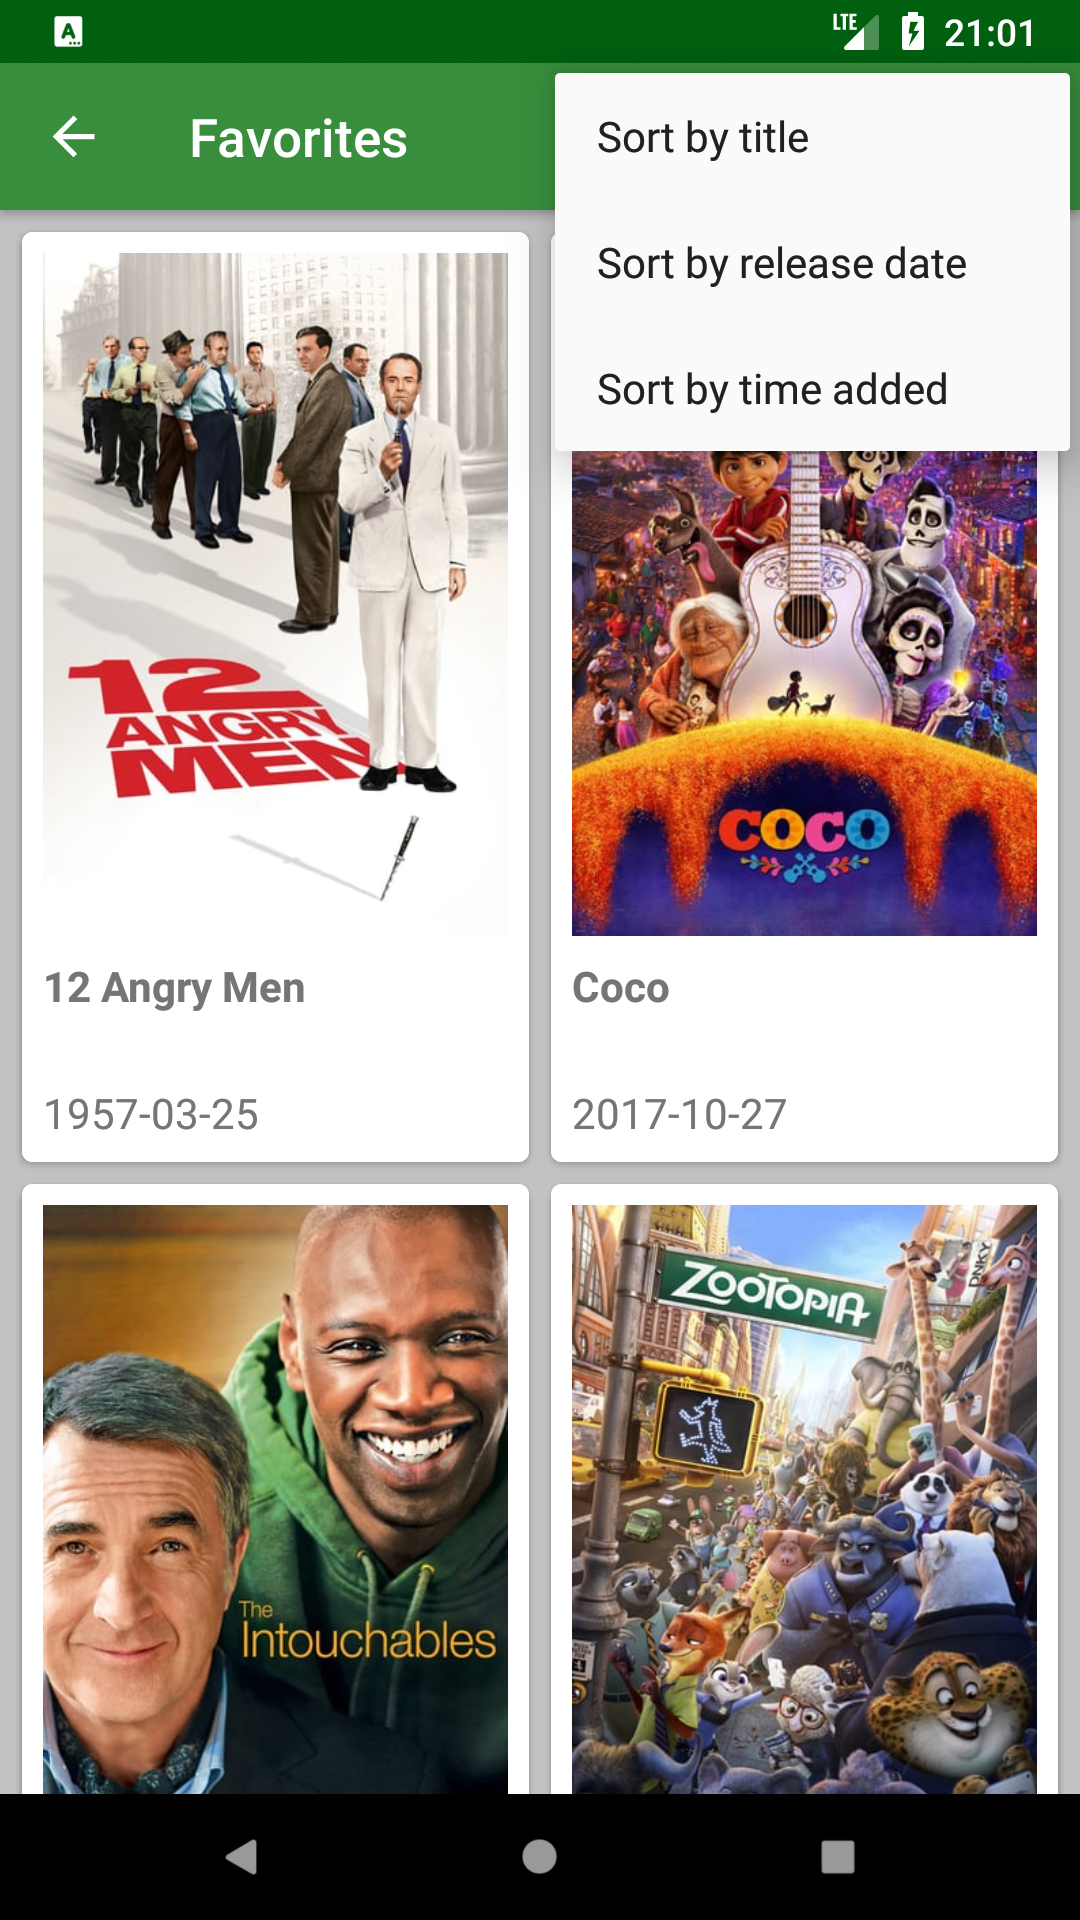 LTE 21:01
Favorites
Sort by title
Sort by release date
Sort by time added
12
ANGRY
MEN
COCO
12 Angry Men
Coco
1957-03-25
2017-10-27
The
Intouchables
ZOOTOPIA
DNKY